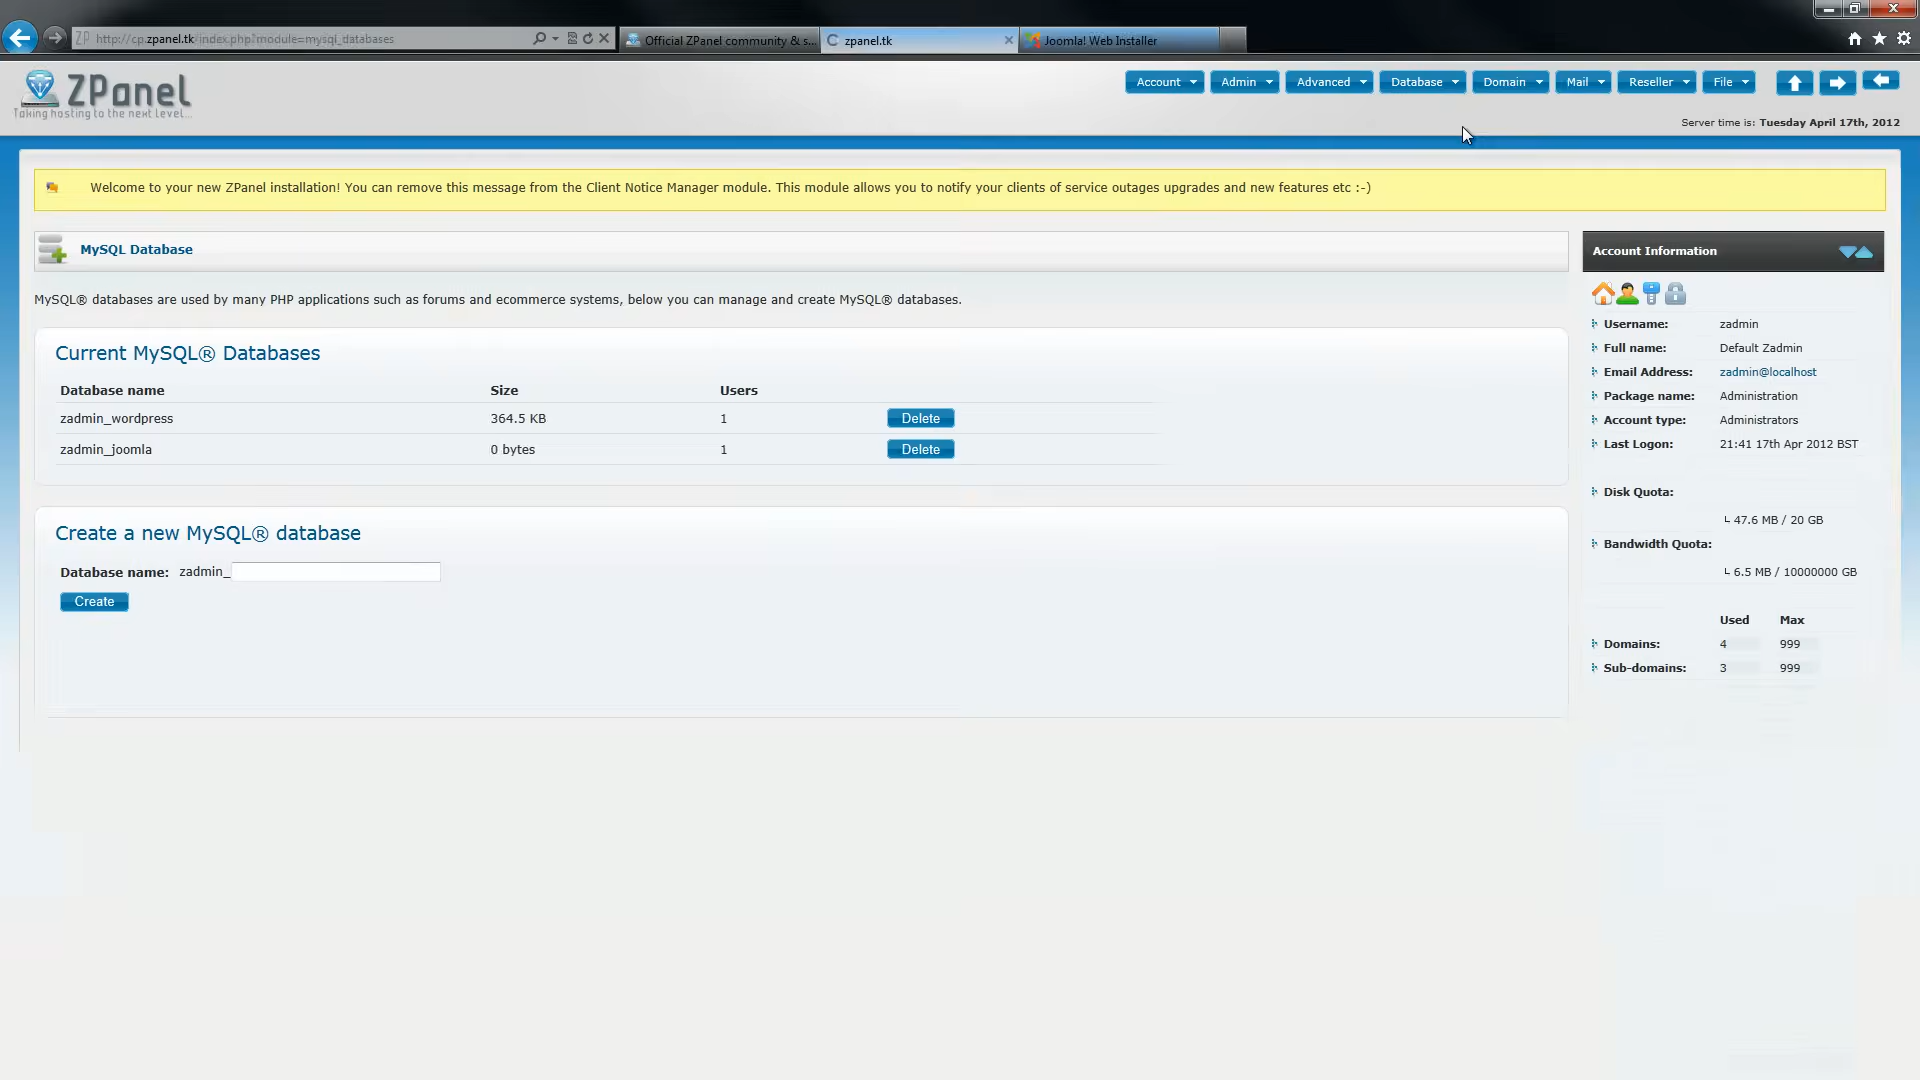 http://cp.zpanel.tk/index.php?module=mysql_databases
Official ZPanel community & s...
zpanel.tk
Joomla! Web Installer
ZPanel
Taking hosting to the next level...
Account
Admin
Advanced
Database
Domain
Mail
Reseller
File
Server time is: Tuesday April 17th, 2012
Welcome to your new ZPanel installation! You can remove this message from the Client Notice Manager module. This module allows you to notify your clients of service outages upgrades and new features etc :-)
MySQL Database
MySQL® databases are used by many PHP applications such as forums and ecommerce systems, below you can manage and create MySQL® databases.
Current MySQL® Databases
Database name Size Users
zadmin_wordpress 364.5 KB 1 Delete
zadmin_joomla 0 bytes 1 Delete
Create a new MySQL® database
Database name: zadmin_
Create
Account Information
Username: zadmin
Full name: Default Zadmin
Email Address: zadmin@localhost
Package name: Administration
Account type: Administrators
Last Logon: 21:41 17th Apr 2012 BST
Disk Quota:
47.6 MB / 20 GB
Bandwidth Quota:
6.5 MB / 10000000 GB
Used Max
Domains: 4 999
Sub-domains: 3 999